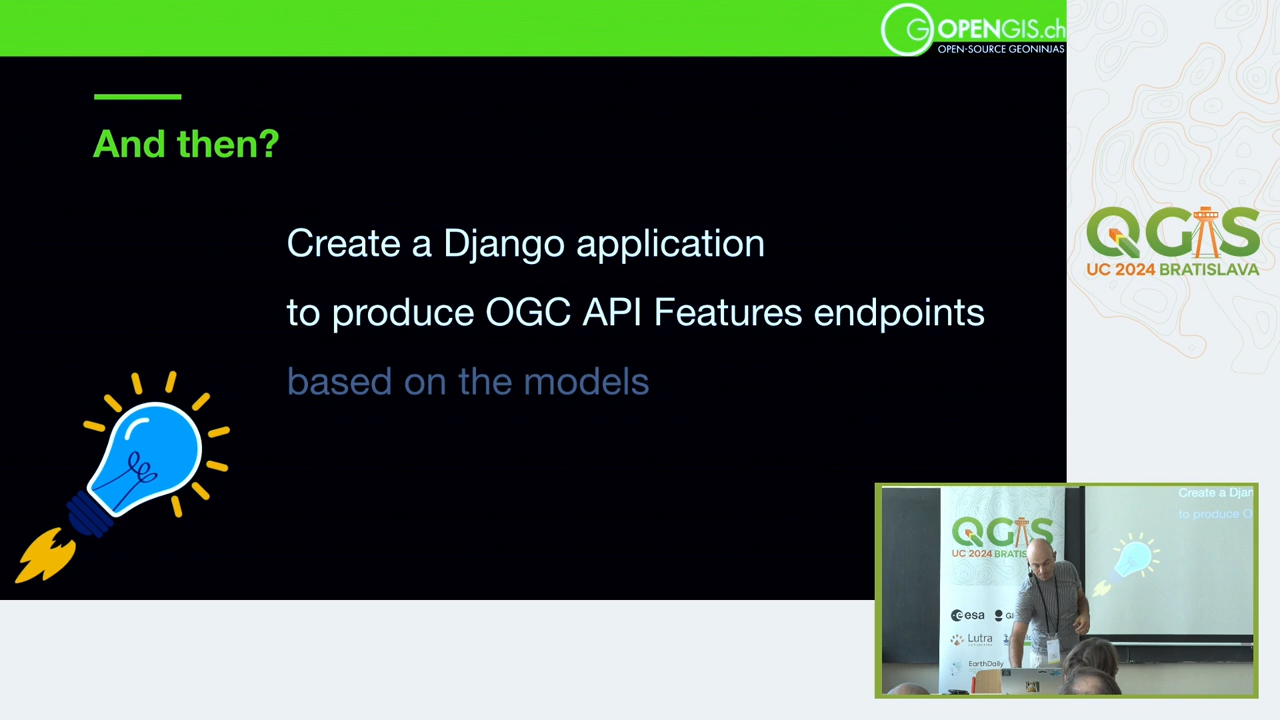 OPENGIS.ch
OPEN-SOURCE GEONINJAS
And then?
Create a Django application
to produce OGC API Features endpoints
based on the models
QGIS
UC 2024 BRATISLAVA
Create a Djan
to produce O
QGIS
UC 2024 BRATIS
esa
Lutra
EarthDaily